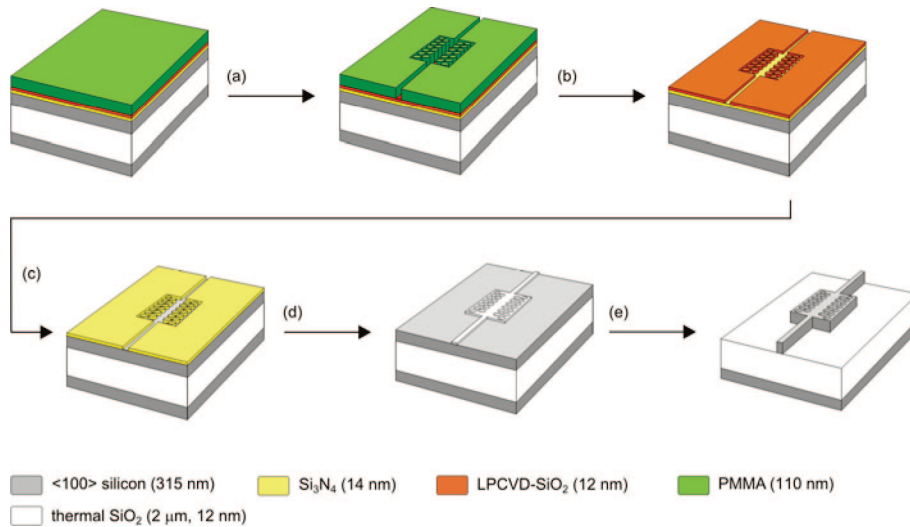 (a)
(b)
(c)
(d)
(e)
<100> silicon (315 nm)
Si₃N₄ (14 nm)
LPCVD-SiO₂ (12 nm)
PMMA (110 nm)
thermal SiO₂ (2 μm, 12 nm)